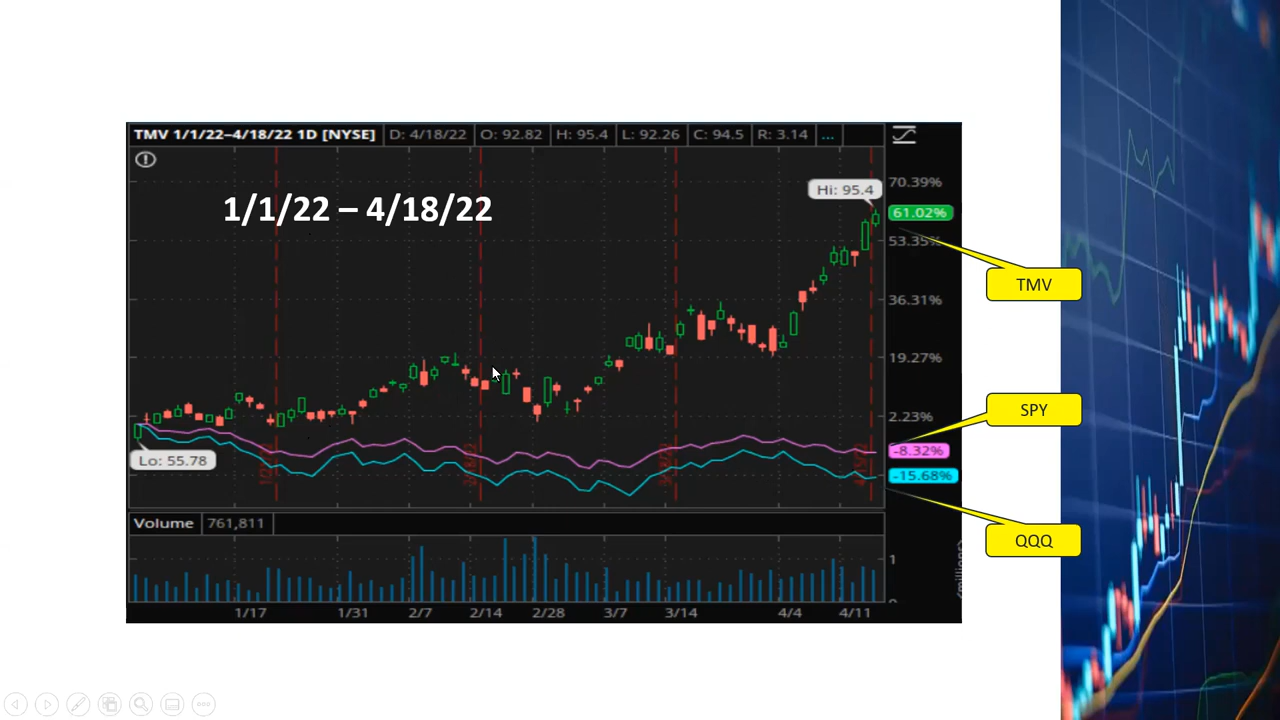 TMV 1/1/22–4/18/22 1D [NYSE] D: 4/18/22 O: 92.82 H: 95.4 L: 92.26 C: 94.5 R: 3.14 ...
1/1/22 – 4/18/22
Hi: 95.4
70.39%
61.02%
53.35%
TMV
36.31%
19.27%
2.23%
SPY
-8.32%
Lo: 55.78
-15.68%
QQQ
Volume 761,811
1
0
(millions)
1/17 1/31 2/7 2/14 2/28 3/7 3/14 4/4 4/11